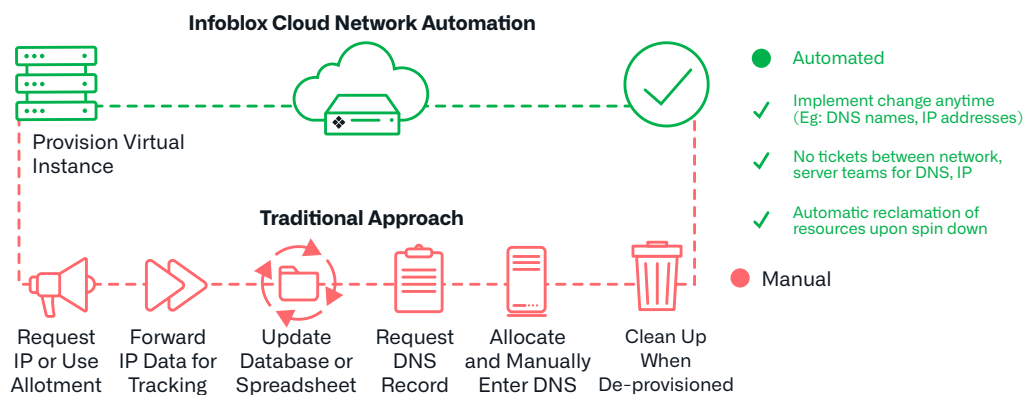 Infoblox Cloud Network Automation
Provision Virtual
Instance
Automated
Implement change anytime
(Eg: DNS names, IP addresses)
No tickets between network,
server teams for DNS, IP
Automatic reclamation of
resources upon spin down
Manual
Traditional Approach
Request
IP or Use
Allotment
Forward
IP Data for
Tracking
Update
Database or
Spreadsheet
Request
DNS
Record
Allocate
and Manually
Enter DNS
Clean Up
When
De-provisioned